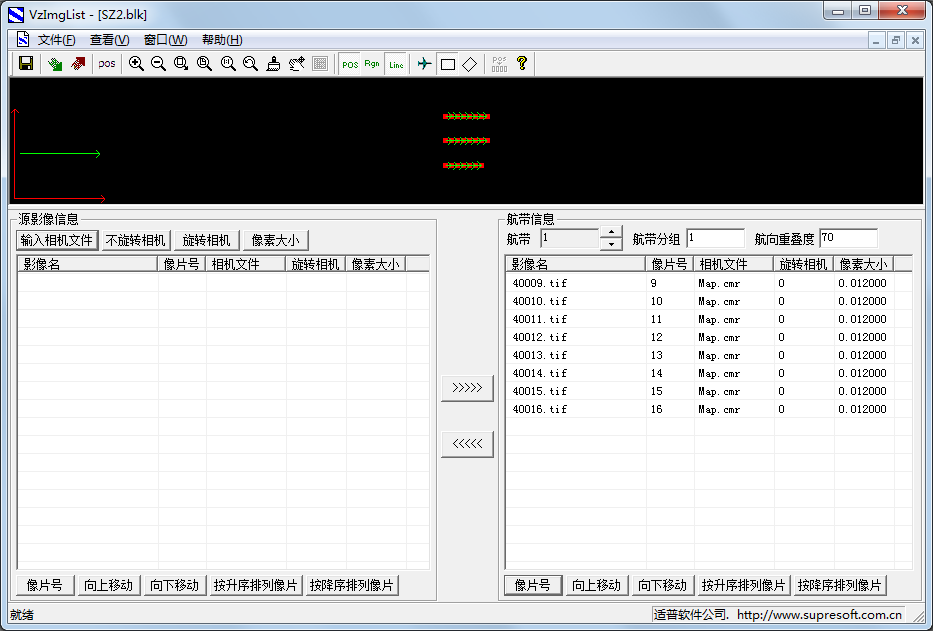 VzImgList - [SZ2.blk]
文件(F) 查看(V) 窗口(W) 帮助(H)
pos POS Rgn Line POS ?
源影像信息
输入相机文件 不旋转相机 旋转相机 像素大小
影像名 像片号 相机文件 旋转相机 像素大小
>>>>>
<<<<<
像片号 向上移动 向下移动 按升序排列像片 按降序排列像片
航带信息
航带 1 航带分组 1 航向重叠度 70
影像名 像片号 相机文件 旋转相机 像素大小
40009.tif 9 Map.cmr 0 0.012000
40010.tif 10 Map.cmr 0 0.012000
40011.tif 11 Map.cmr 0 0.012000
40012.tif 12 Map.cmr 0 0.012000
40013.tif 13 Map.cmr 0 0.012000
40014.tif 14 Map.cmr 0 0.012000
40015.tif 15 Map.cmr 0 0.012000
40016.tif 16 Map.cmr 0 0.012000
像片号 向上移动 向下移动 按升序排列像片 按降序排列像片
就绪
适普软件公司. http://www.supresoft.com.cn